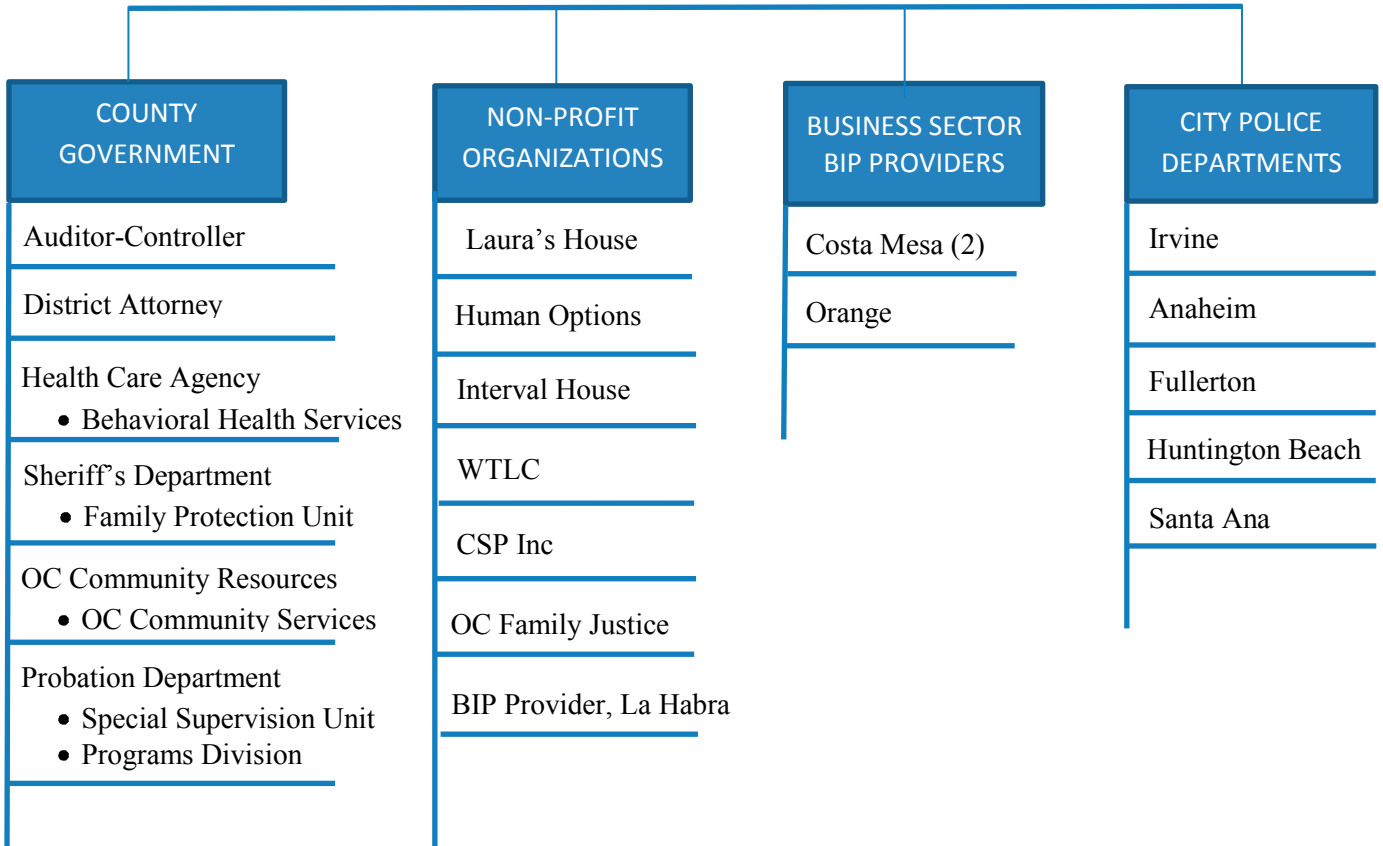 COUNTY
GOVERNMENT
Auditor-Controller
District Attorney
Health Care Agency
• Behavioral Health Services
Sheriff’s Department
• Family Protection Unit
OC Community Resources
• OC Community Services
Probation Department
• Special Supervision Unit
• Programs Division
NON-PROFIT
ORGANIZATIONS
Laura’s House
Human Options
Interval House
WTLC
CSP Inc
OC Family Justice
BIP Provider, La Habra
BUSINESS SECTOR
BIP PROVIDERS
Costa Mesa (2)
Orange
CITY POLICE
DEPARTMENTS
Irvine
Anaheim
Fullerton
Huntington Beach
Santa Ana